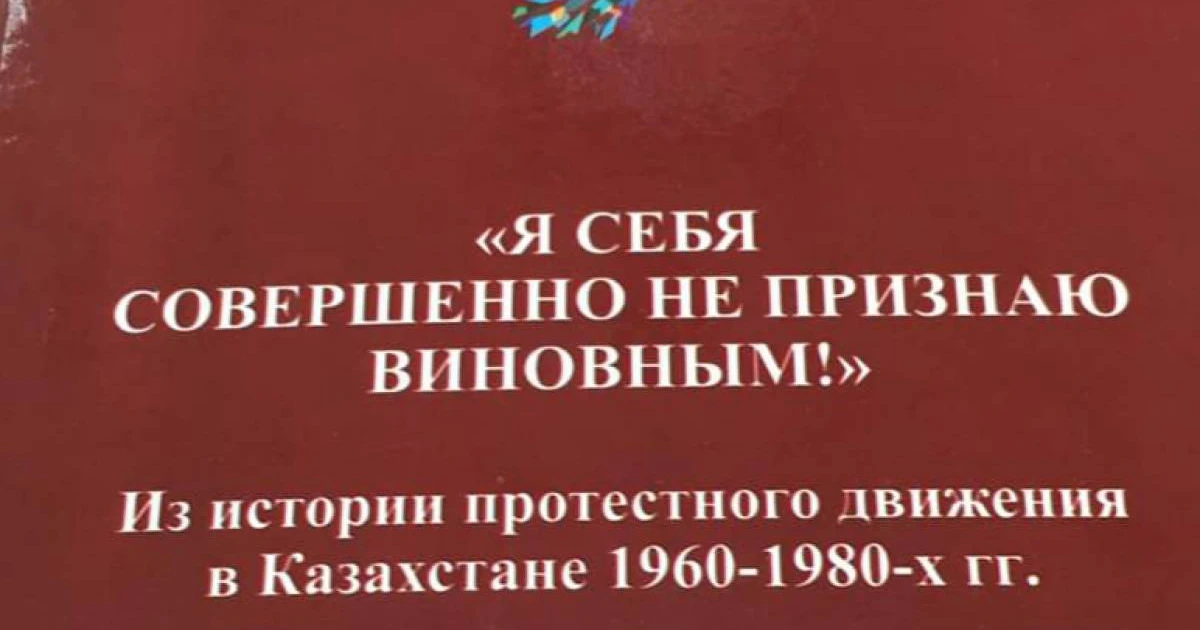 «Я СЕБЯ
СОВЕРШЕННО НЕ ПРИЗНАЮ
ВИНОВНЫМ!»
Из истории протестного движения
в Казахстане 1960-1980-х гг.